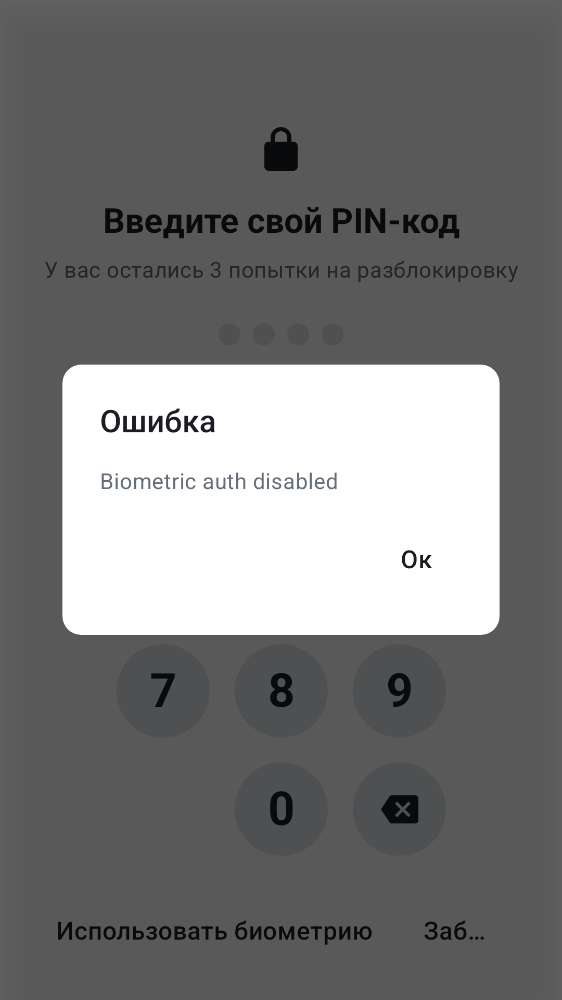 Введите свой PIN-код
У вас остались 3 попытки на разблокировку
Ошибка
Biometric auth disabled
Ок
7 8 9
0
Использовать биометрию Заб...